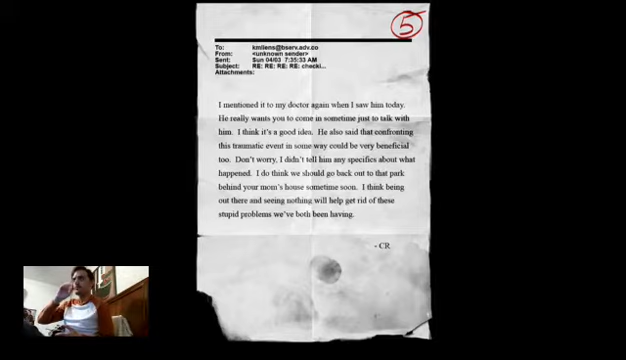 5
To: kmliens@bserv.adv.co
From: <unknown sender>
Sent: Sun 04/03 7:35:33 AM
Subject: RE: RE: RE: RE: checki...
Attachments:
I mentioned it to my doctor again when I saw him today.
He really wants you to come in sometime just to talk with
him. I think it's a good idea. He also said that confronting
this traumatic event in some way could be very beneficial
too. Don't worry, I didn't tell him any specifics about what
happened. I do think we should go back out to that park
behind your mom's house sometime soon. I think being
out there and seeing nothing will help get rid of these
stupid problems we've both been having.
- CR